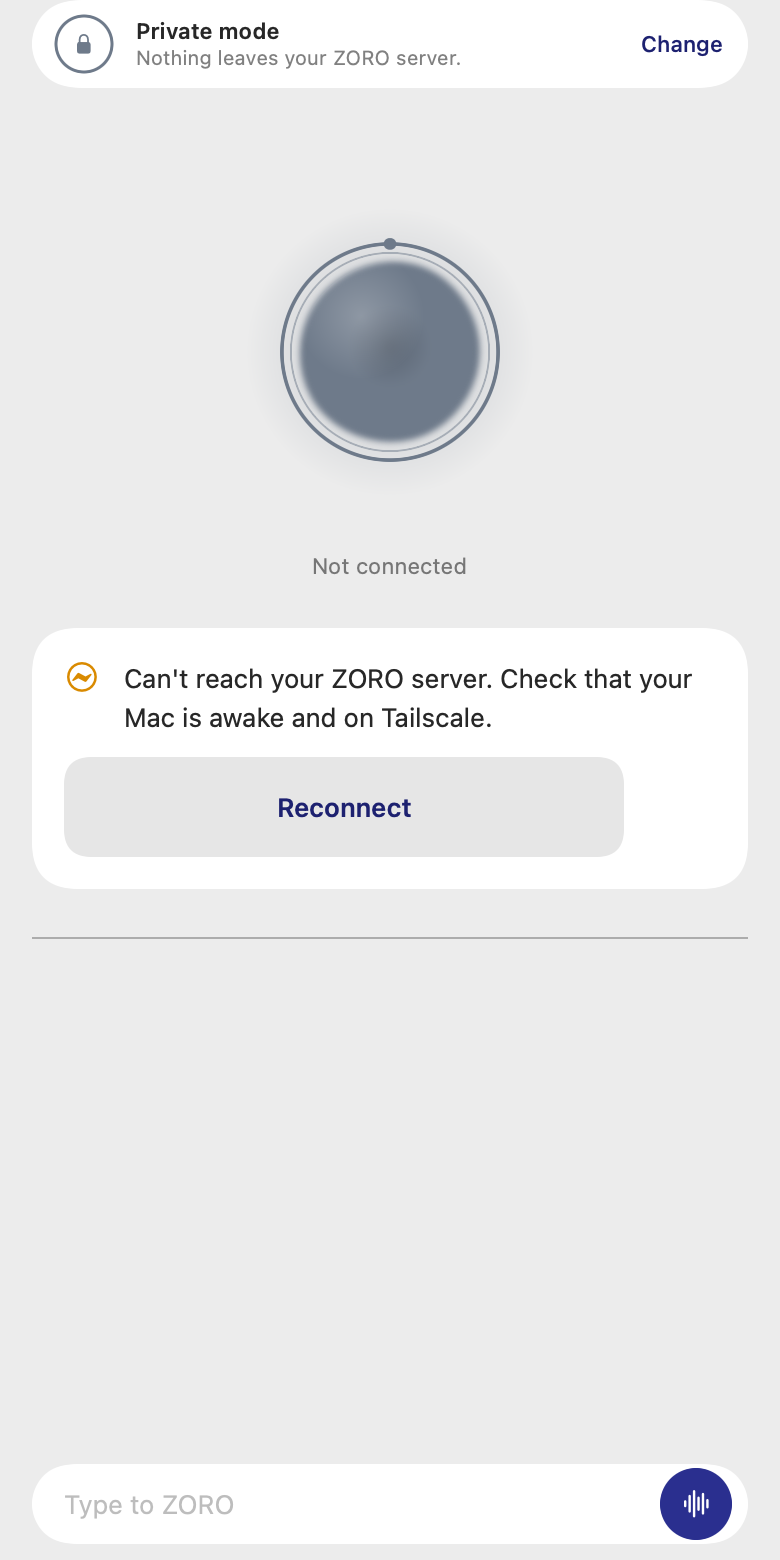 Private mode
Nothing leaves your ZORO server.
Change
Not connected
Can't reach your ZORO server. Check that your
Mac is awake and on Tailscale.
Reconnect
Type to ZORO